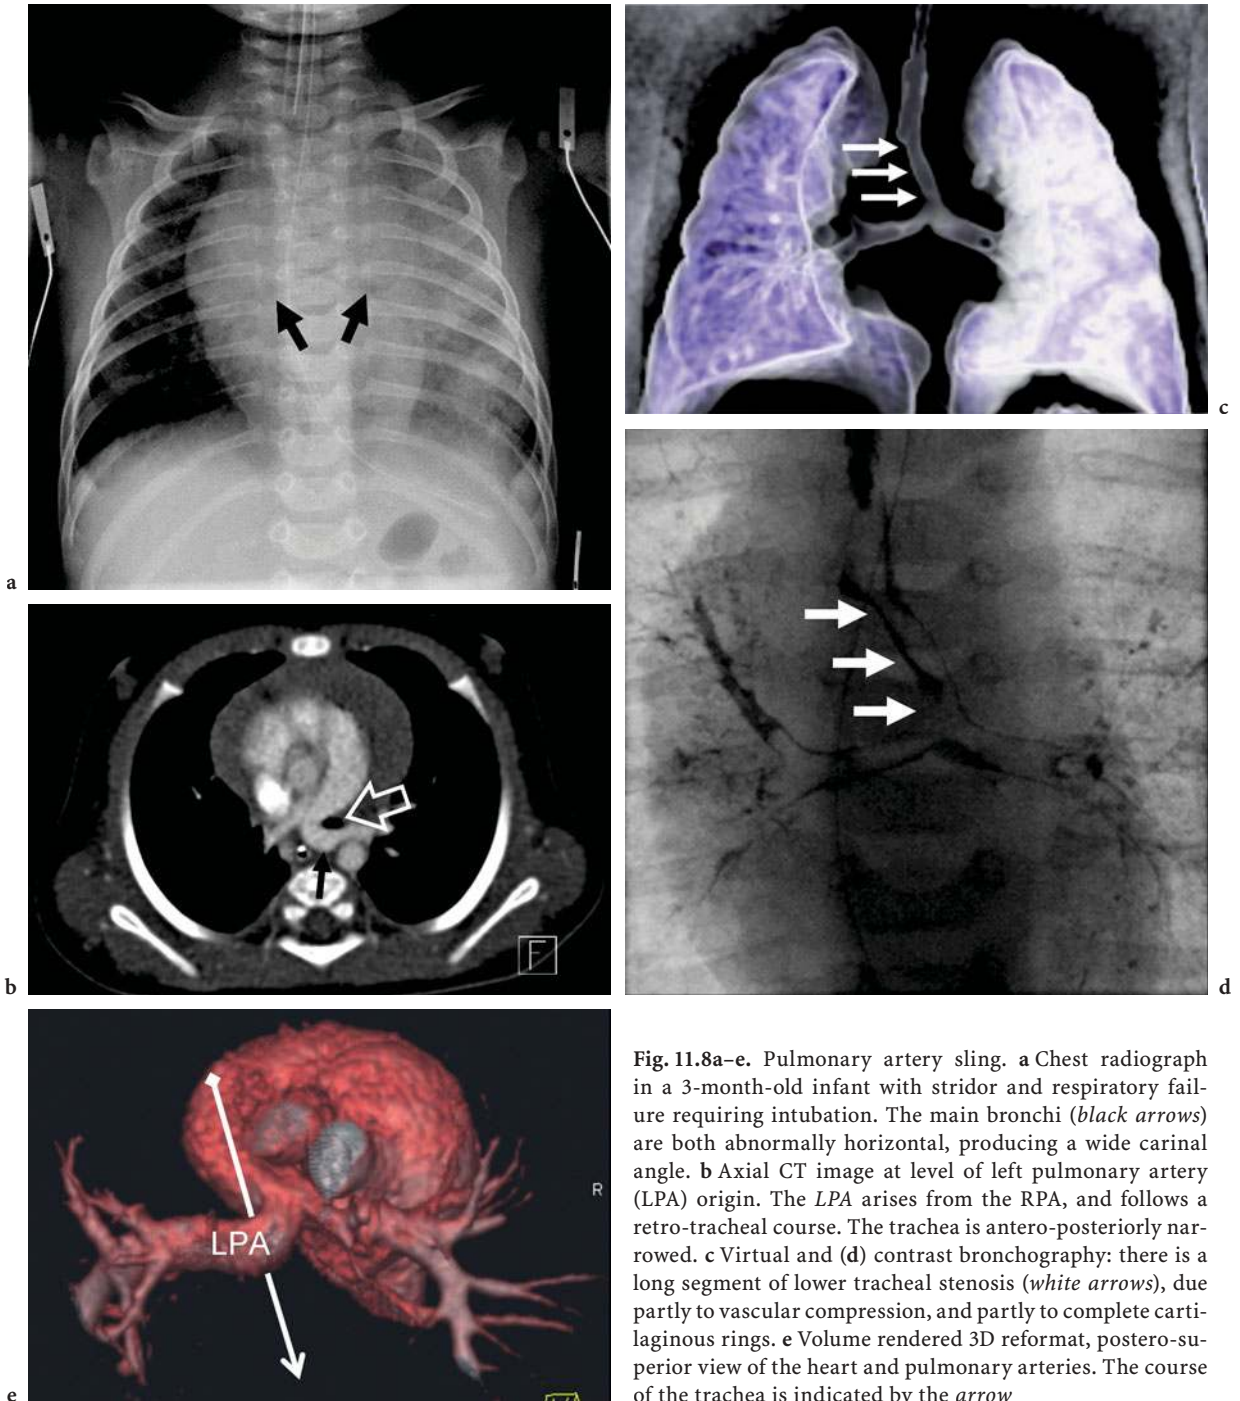 a
c
F
b
d
LPA
R
e
Fig. 11.8a–e. Pulmonary artery sling. a Chest radiograph
in a 3-month-old infant with stridor and respiratory fail-
ure requiring intubation. The main bronchi (black arrows)
are both abnormally horizontal, producing a wide carinal
angle. b Axial CT image at level of left pulmonary artery
(LPA) origin. The LPA arises from the RPA, and follows a
retro-tracheal course. The trachea is antero-posteriorly nar-
rowed. c Virtual and (d) contrast bronchography: there is a
long segment of lower tracheal stenosis (white arrows), due
partly to vascular compression, and partly to complete carti-
laginous rings. e Volume rendered 3D reformat, postero-su-
perior view of the heart and pulmonary arteries. The course
of the trachea is indicated by the arrow